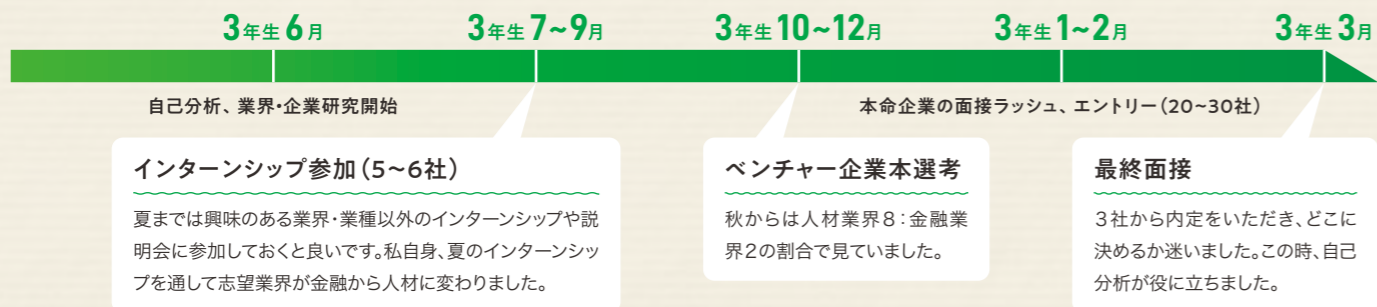 3年生6月
3年生7~9月
3年生10~12月
3年生1~2月
3年生3月
自己分析、業界・企業研究開始
本命企業の面接ラッシュ、エントリー(20~30社)
インターンシップ参加(5~6社)
夏までは興味のある業界・業種以外のインターンシップや説
明会に参加しておくと良いです。私自身、夏のインターンシッ
プを通して志望業界が金融から人材に変わりました。
ベンチャー企業本選考
秋からは人材業界8:金融業
界2の割合で見ていました。
最終面接
3社から内定をいただき、どこに
決めるか迷いました。この時、自己
分析が役に立ちました。